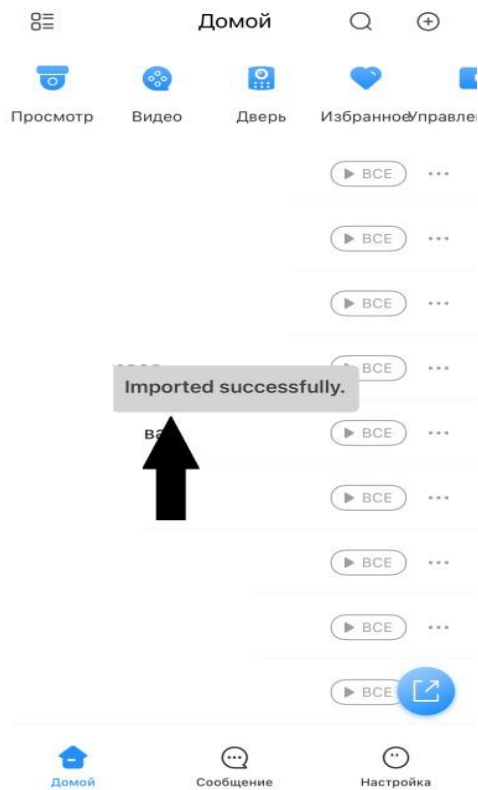 Домой
Просмотр Видео Дверь Избранное Управле
ВСЕ
ВСЕ
ВСЕ
ВСЕ
Imported successfully.
ВСЕ
ВСЕ
ВСЕ
ВСЕ
ВСЕ
Домой Сообщение Настройка